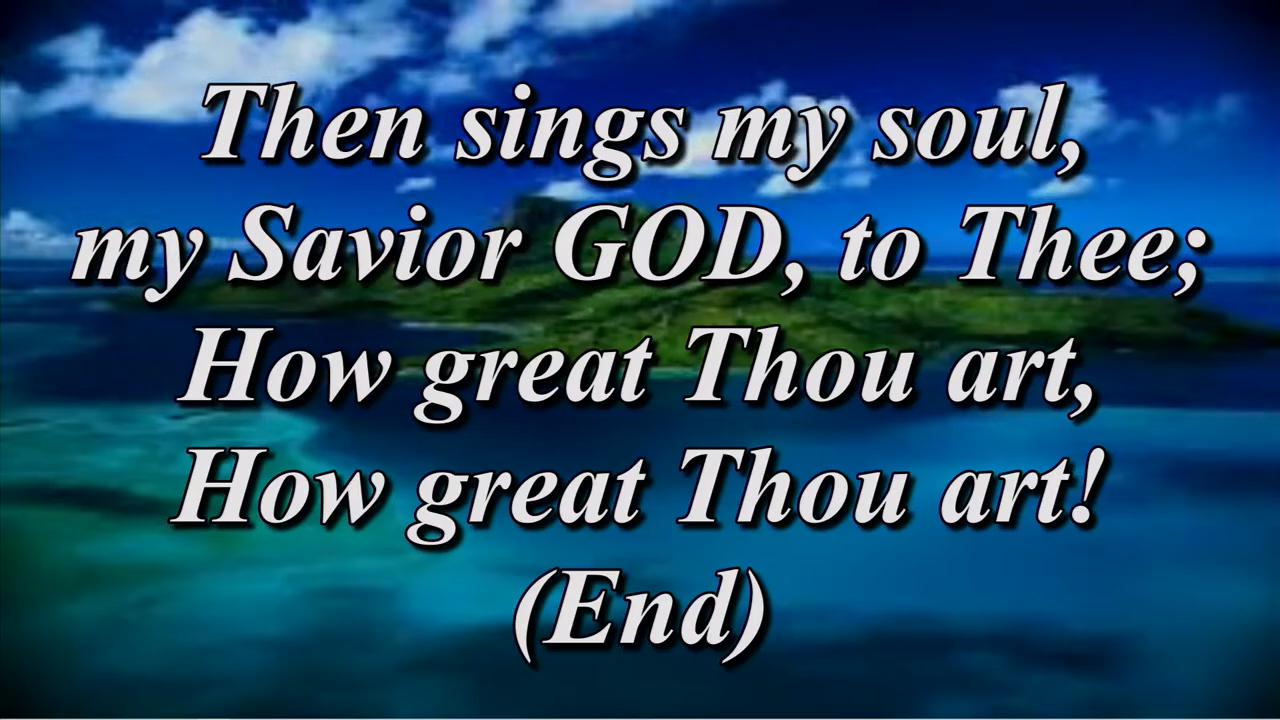 Then sings my soul,
my Savior GOD, to Thee;
How great Thou art,
How great Thou art!
(End)